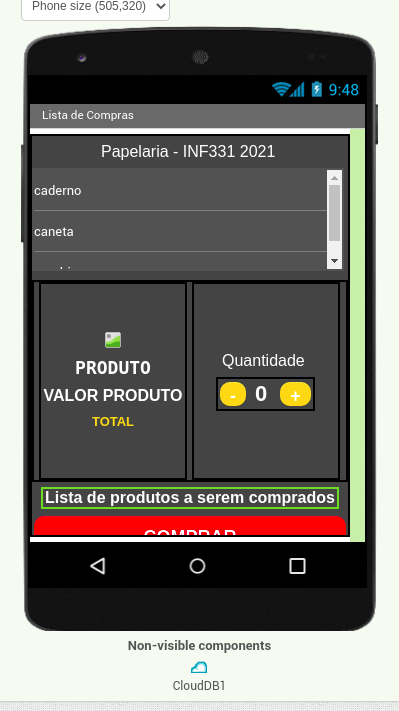 Phone size (505,320)
9:48
Lista de Compras
Papelaria - INF331 2021
caderno
caneta
PRODUTO
VALOR PRODUTO
TOTAL
Quantidade
- 0 +
Lista de produtos a serem comprados
COMPRAR
Non-visible components
CloudDB1